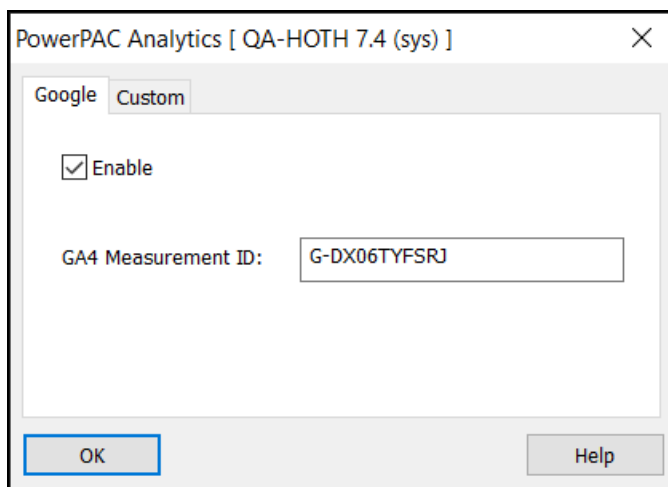 PowerPAC Analytics [ QA-HOTH 7.4 (sys) ]
Google Custom
Enable
GA4 Measurement ID: G-DX06TYFSRJ
OK Help